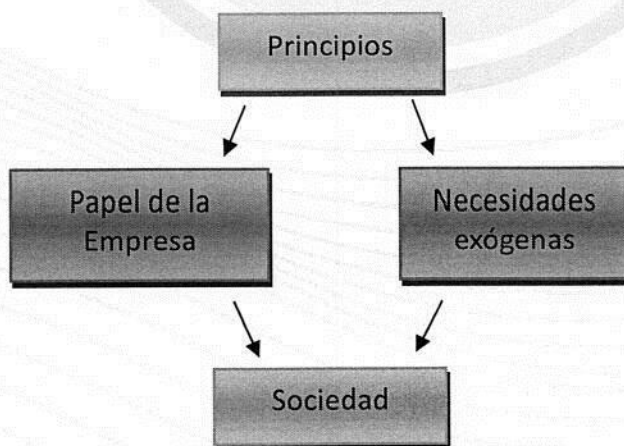 Principios
Papel de la
Empresa
Necesidades
exógenas
Sociedad